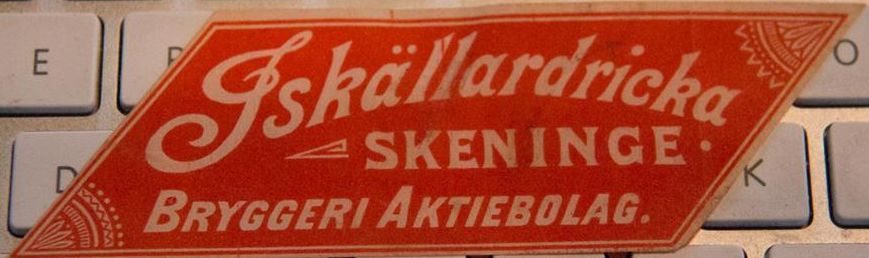 Iskällardricka
SKENINGE.
BRYGGERI AKTIEBOLAG.
E
O
D
K